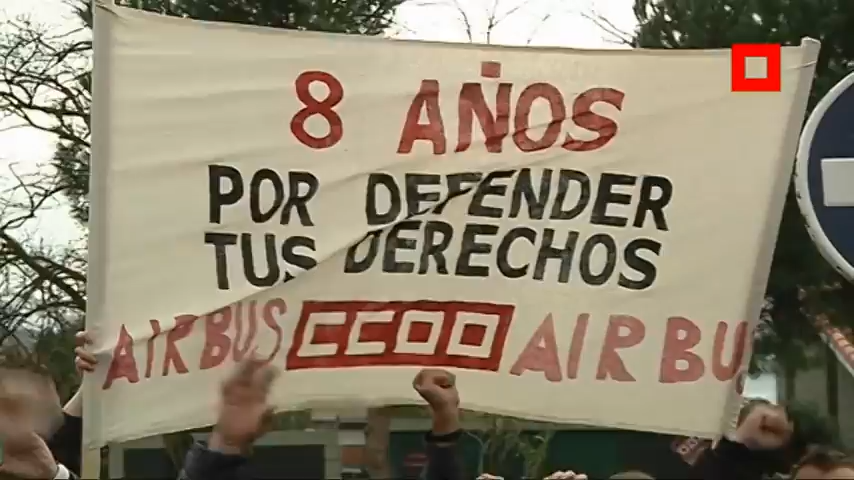 8 AÑOS
POR DEFENDER
TUS DERECHOS
AIRBUS CCOO AIRBUS